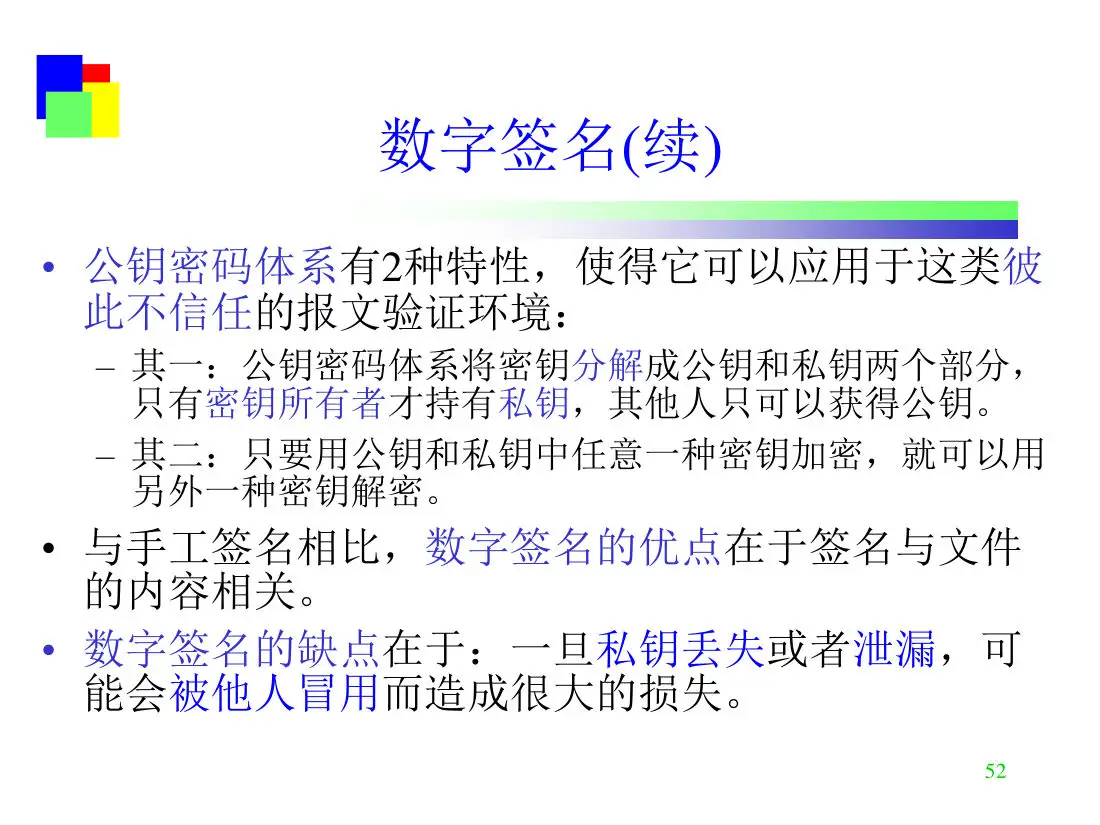 数字签名(续)
• 公钥密码体系有2种特性，使得它可以应用于这类彼
此不信任的报文验证环境：
– 其一：公钥密码体系将密钥分解成公钥和私钥两个部分，
只有密钥所有者才持有私钥，其他人只可以获得公钥。
– 其二：只要用公钥和私钥中任意一种密钥加密，就可以用
另外一种密钥解密。
• 与手工签名相比，数字签名的优点在于签名与文件
的内容相关。
• 数字签名的缺点在于：一旦私钥丢失或者泄漏，可
能会被他人冒用而造成很大的损失。
52